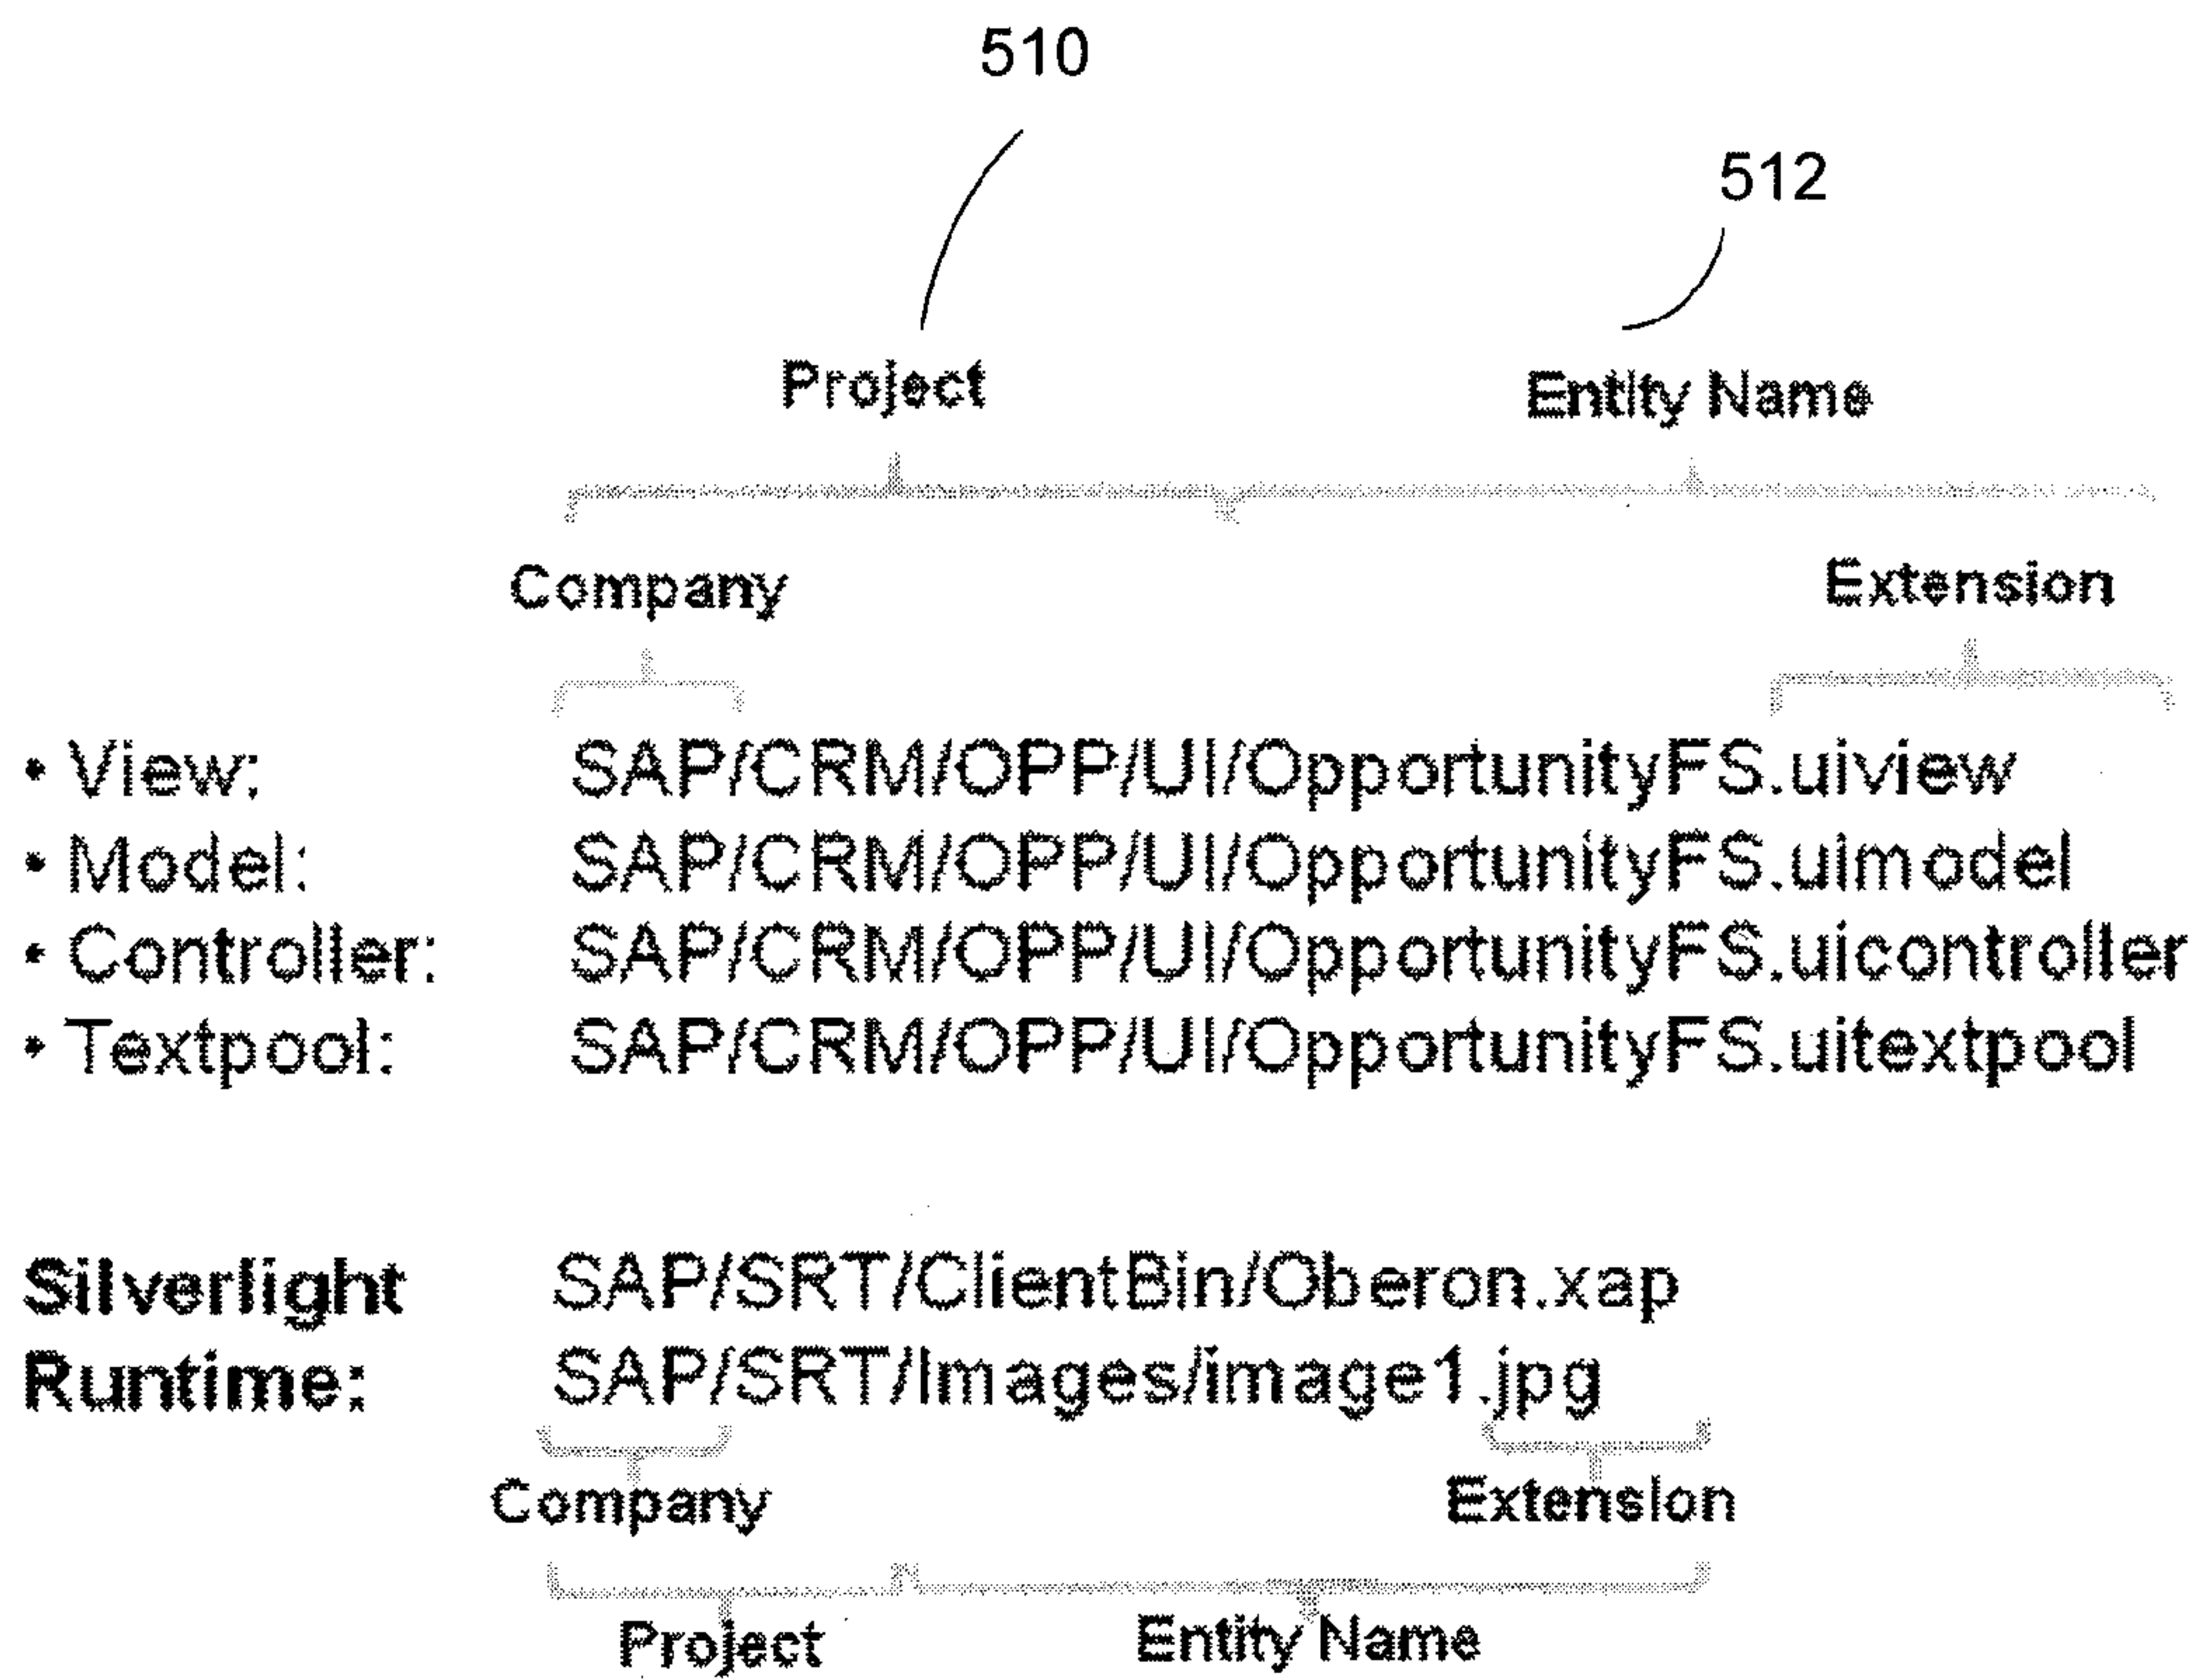 510
512
Project Entity Name
Company Extension
• View: SAP/CRM/OPP/UI/OpportunityFS.uiview
• Model: SAP/CRM/OPP/UI/OpportunityFS.uimodel
• Controller: SAP/CRM/OPP/UI/OpportunityFS.uicontroller
• Textpool: SAP/CRM/OPP/UI/OpportunityFS.uitextpool
Silverlight SAP/SRT/ClientBin/Oberon.xap
Runtime: SAP/SRT/Images/image1.jpg
Company Extension
Project Entity Name